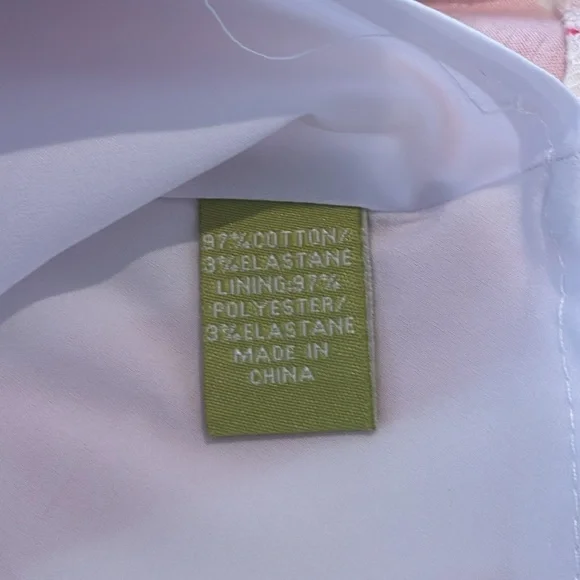 97%COTTON/
3%ELASTANE
LINING:97%
POLYESTER/
3%ELASTANE
MADE IN
CHINA